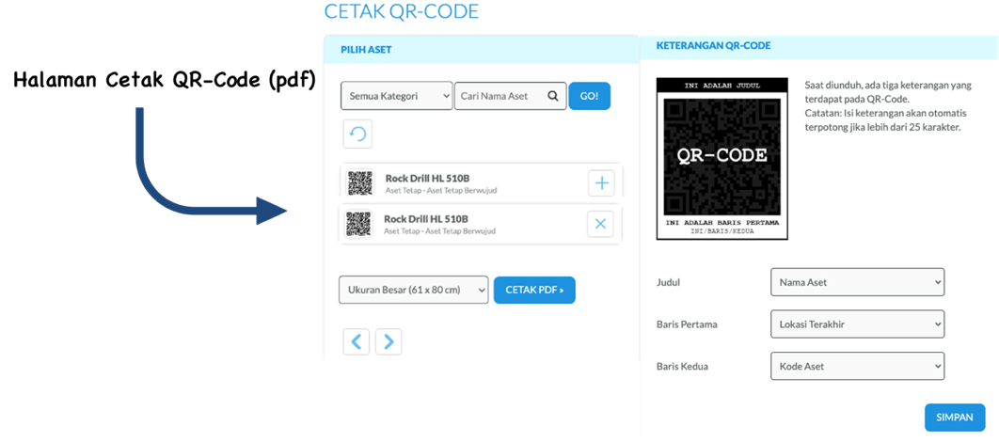 CETAK QR-CODE
Halaman Cetak QR-Code (pdf)
PILIH ASET
Semua Kategori
Cari Nama Aset
GO!
Rock Drill HL 510B
Aset Tetap - Aset Tetap Berwujud
Rock Drill HL 510B
Aset Tetap - Aset Tetap Berwujud
Ukuran Besar (61 x 80 cm)
CETAK PDF »
KETERANGAN QR-CODE
INI ADALAH JUDUL
QR-CODE
INI ADALAH BARIS PERTAMA
INI/BARIS/KEDUA
Saat diunduh, ada tiga keterangan yang
terdapat pada QR-Code.
Catatan: Isi keterangan akan otomatis
terpotong jika lebih dari 25 karakter.
Judul
Nama Aset
Baris Pertama
Lokasi Terakhir
Baris Kedua
Kode Aset
SIMPAN